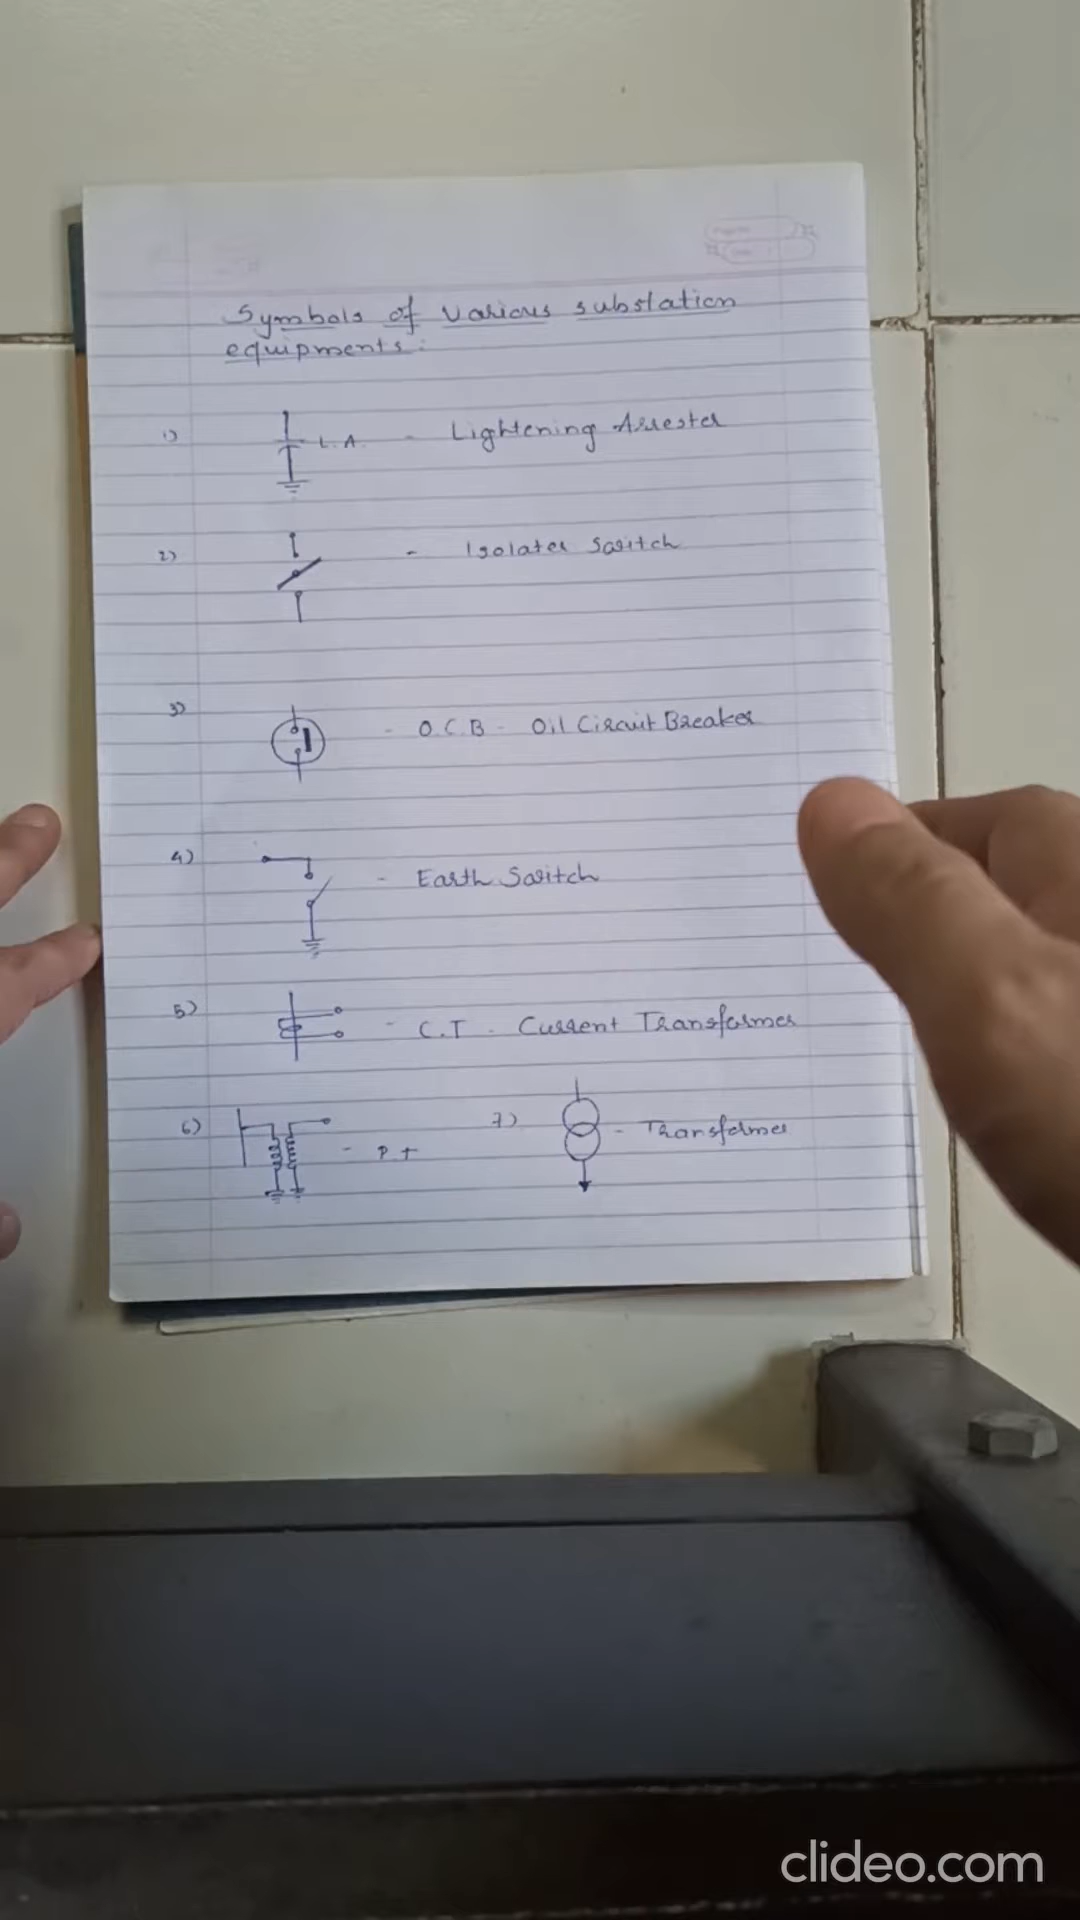 Symbols of various substation
equipments:
1) L.A. - Lightening Arrester
2) - Isolater Switch
3) - O.C.B - Oil Circuit Breaker
4) - Earth Switch
5) - C.T - Current Transformer
6) - P T 7) - Transformer
clideo.com